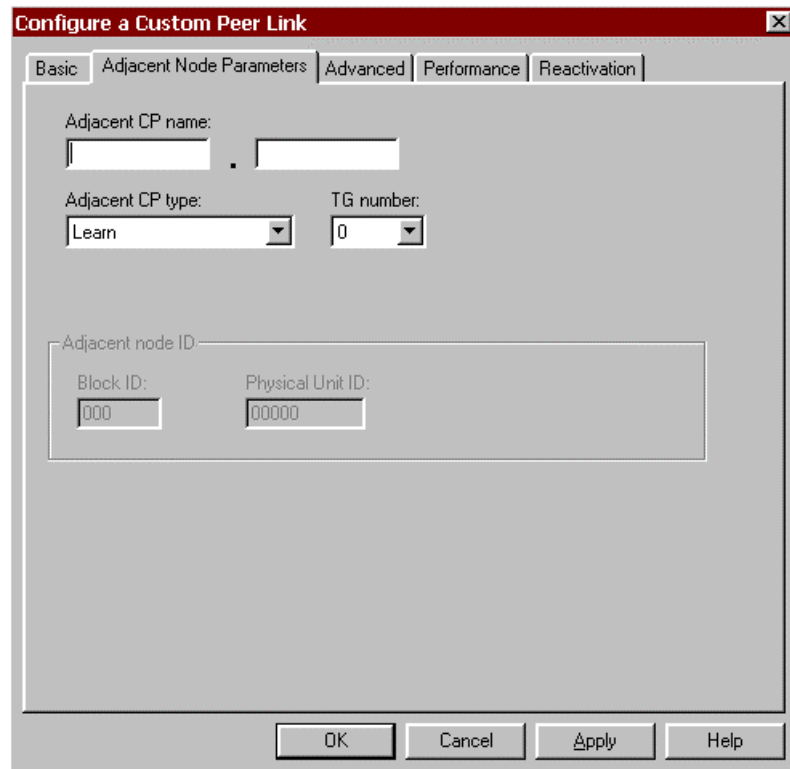 Configure a Custom Peer Link
Basic Adjacent Node Parameters Advanced Performance Reactivation
Adjacent CP name:
.
Adjacent CP type: TG number:
Learn 0
Adjacent node ID
Block ID: Physical Unit ID:
000 00000
OK Cancel Apply Help